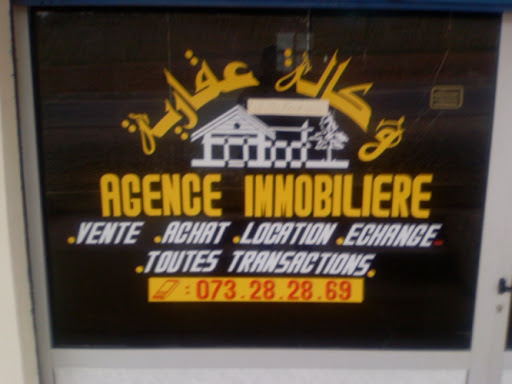 وكالة عقارية
AGENCE IMMOBILIERE
.VENTE .ACHAT .LOCATION .ECHANGE..
.TOUTES TRANSACTIONS.
: 073.28.28.69